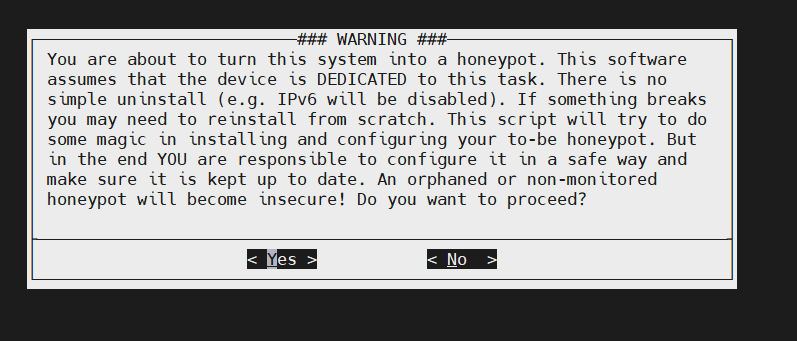 ### WARNING ###
You are about to turn this system into a honeypot. This software
assumes that the device is DEDICATED to this task. There is no
simple uninstall (e.g. IPv6 will be disabled). If something breaks
you may need to reinstall from scratch. This script will try to do
some magic in installing and configuring your to-be honeypot. But
in the end YOU are responsible to configure it in a safe way and
make sure it is kept up to date. An orphaned or non-monitored
honeypot will become insecure! Do you want to proceed?
< Yes > < No >